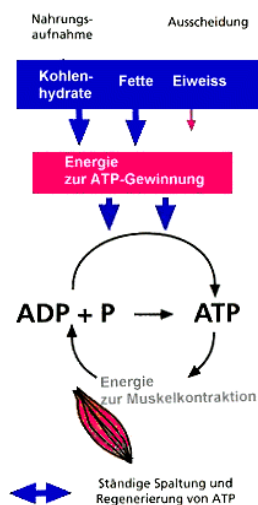 Nahrungs-
aufnahme
Ausscheidung
Kohlen-
hydrate
Fette
Eiweiss
Energie
zur ATP-Gewinnung
ADP + P
ATP
Energie
zur Muskelkontraktion
Ständige Spaltung und
Regenerierung von ATP